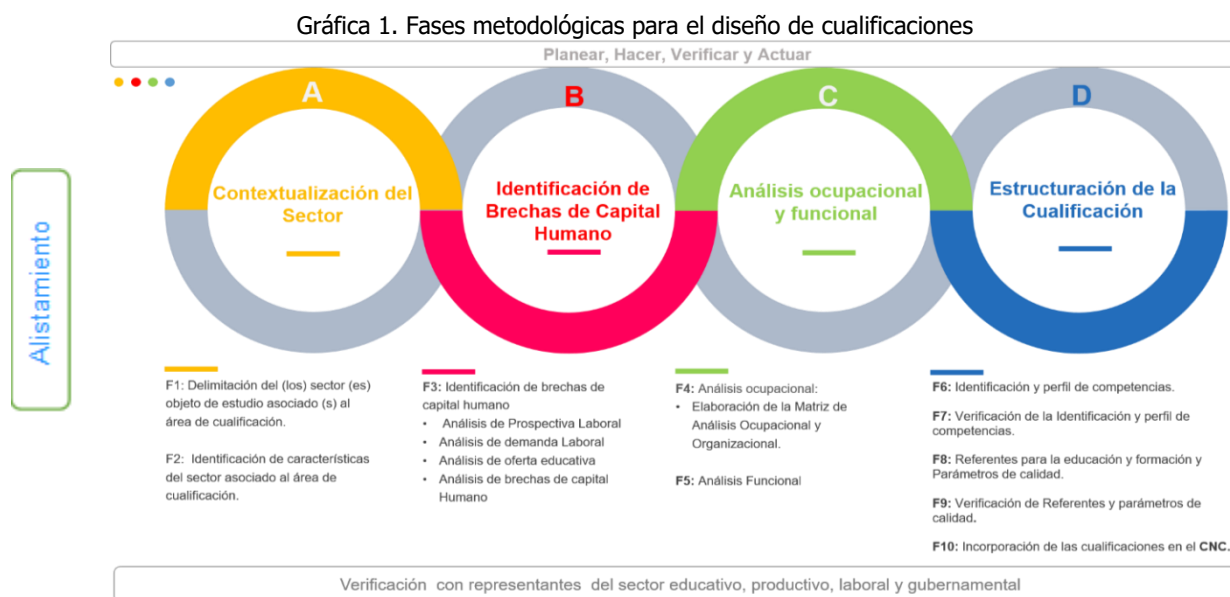 Gráfica 1. Fases metodológicas para el diseño de cualificaciones
Planear, Hacer, Verificar y Actuar
Alistamiento
A
Contextualización del
Sector
B
Identificación de
Brechas de Capital
Humano
C
Análisis ocupacional
y funcional
D
Estructuración de la
Cualificación
F1: Delimitación del (los) sector (es)
objeto de estudio asociado (s) al
área de cualificación.
F2: Identificación de características
del sector asociado al área de
cualificación.
F3: Identificación de brechas de
capital humano
• Análisis de Prospectiva Laboral
• Análisis de demanda Laboral
• Análisis de oferta educativa
• Análisis de brechas de capital
Humano
F4: Análisis ocupacional:
• Elaboración de la Matriz de
Análisis Ocupacional y
Organizacional.
F5: Análisis Funcional
F6: Identificación y perfil de competencias.
F7: Verificación de la Identificación y perfil de
competencias.
F8: Referentes para la educación y formación y
Parámetros de calidad.
F9: Verificación de Referentes y parámetros de
calidad.
F10: Incorporación de las cualificaciones en el CNC.
Verificación con representantes del sector educativo, productivo, laboral y gubernamental